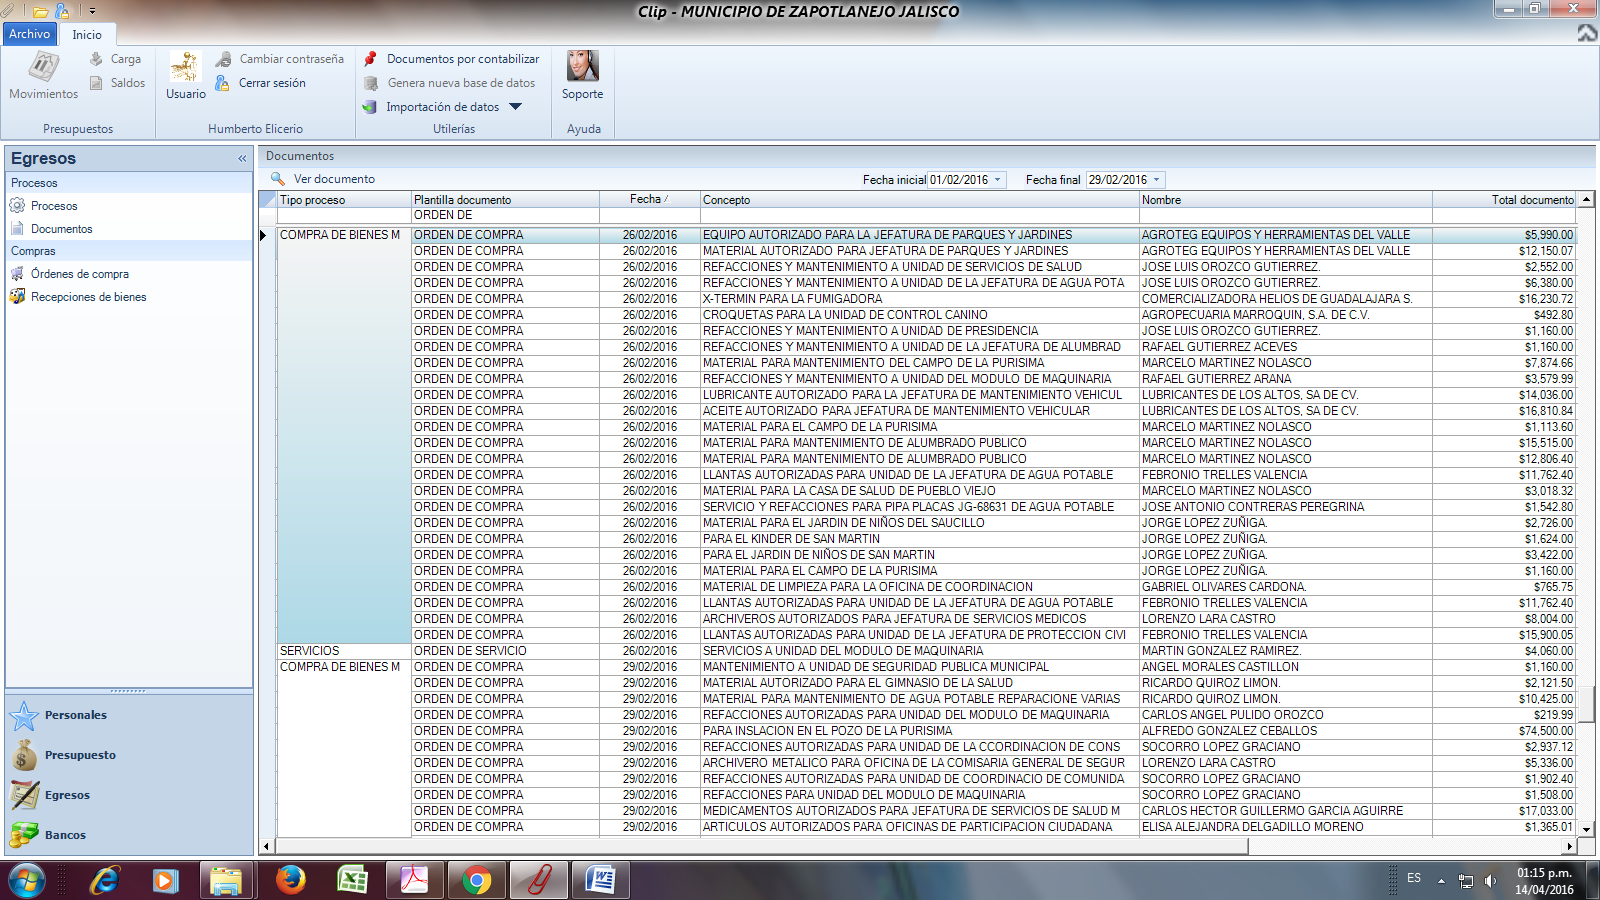 Clip - MUNICIPIO DE ZAPOTLANEJO JALISCO
Archivo Inicio
Movimientos
Carga
Saldos
Presupuestos
Usuario
Cambiar contraseña
Cerrar sesión
Humberto Elicerio
Documentos por contabilizar
Genera nueva base de datos
Importación de datos
Utilerías
Soporte
Ayuda
Egresos «
Procesos
Procesos
Documentos
Compras
Órdenes de compra
Recepciones de bienes
Personales
Presupuesto
Egresos
Bancos
Documentos
Ver documento Fecha inicial 01/02/2016 Fecha final 29/02/2016
Tipo proceso Plantilla documento Fecha / Concepto Nombre Total documento
ORDEN DE
COMPRA DE BIENES M ORDEN DE COMPRA 26/02/2016 EQUIPO AUTORIZADO PARA LA JEFATURA DE PARQUES Y JARDINES AGROTEG EQUIPOS Y HERRAMIENTAS DEL VALLE $5,990.00
ORDEN DE COMPRA 26/02/2016 MATERIAL AUTORIZADO PARA JEFATURA DE PARQUES Y JARDINES AGROTEG EQUIPOS Y HERRAMIENTAS DEL VALLE $12,150.07
ORDEN DE COMPRA 26/02/2016 REFACCIONES Y MANTENIMIENTO A UNIDAD DE SERVICIOS DE SALUD JOSE LUIS OROZCO GUTIERREZ. $2,552.00
ORDEN DE COMPRA 26/02/2016 REFACCIONES Y MANTENIMIENTO A UNIDAD DE LA JEFATURA DE AGUA POTA JOSE LUIS OROZCO GUTIERREZ. $6,380.00
ORDEN DE COMPRA 26/02/2016 X-TERMIN PARA LA FUMIGADORA COMERCIALIZADORA HELIOS DE GUADALAJARA S. $16,230.72
ORDEN DE COMPRA 26/02/2016 CROQUETAS PARA LA UNIDAD DE CONTROL CANINO AGROPECUARIA MARROQUIN, S.A. DE C.V. $492.80
ORDEN DE COMPRA 26/02/2016 REFACCIONES Y MANTENIMIENTO A UNIDAD DE PRESIDENCIA JOSE LUIS OROZCO GUTIERREZ. $1,160.00
ORDEN DE COMPRA 26/02/2016 REFACCIONES Y MANTENIMIENTO A UNIDAD DE LA JEFATURA DE ALUMBRAD RAFAEL GUTIERREZ ACEVES $1,160.00
ORDEN DE COMPRA 26/02/2016 MATERIAL PARA MANTENIMIENTO DEL CAMPO DE LA PURISIMA MARCELO MARTINEZ NOLASCO $7,874.66
ORDEN DE COMPRA 26/02/2016 REFACCIONES Y MANTENIMIENTO A UNIDAD DEL MODULO DE MAQUINARIA RAFAEL GUTIERREZ ARANA $3,579.99
ORDEN DE COMPRA 26/02/2016 LUBRICANTE AUTORIZADO PARA LA JEFATURA DE MANTENIMIENTO VEHICUL LUBRICANTES DE LOS ALTOS, SA DE CV. $14,036.00
ORDEN DE COMPRA 26/02/2016 ACEITE AUTORIZADO PARA JEFATURA DE MANTENIMIENTO VEHICULAR LUBRICANTES DE LOS ALTOS, SA DE CV. $16,810.84
ORDEN DE COMPRA 26/02/2016 MATERIAL PARA EL CAMPO DE LA PURISIMA MARCELO MARTINEZ NOLASCO $1,113.60
ORDEN DE COMPRA 26/02/2016 MATERIAL PARA MANTENIMIENTO DE ALUMBRADO PUBLICO MARCELO MARTINEZ NOLASCO $15,515.00
ORDEN DE COMPRA 26/02/2016 MATERIAL PARA MANTENIMIENTO DE ALUMBRADO PUBLICO MARCELO MARTINEZ NOLASCO $12,806.40
ORDEN DE COMPRA 26/02/2016 LLANTAS AUTORIZADAS PARA UNIDAD DE LA JEFATURA DE AGUA POTABLE FEBRONIO TRELLES VALENCIA $11,762.40
ORDEN DE COMPRA 26/02/2016 MATERIAL PARA LA CASA DE SALUD DE PUEBLO VIEJO MARCELO MARTINEZ NOLASCO $3,018.32
ORDEN DE COMPRA 26/02/2016 SERVICIO Y REFACCIONES PARA PIPA PLACAS JG-68631 DE AGUA POTABLE JOSE ANTONIO CONTRERAS PEREGRINA $1,542.80
ORDEN DE COMPRA 26/02/2016 MATERIAL PARA EL JARDIN DE NIÑOS DEL SAUCILLO JORGE LOPEZ ZUÑIGA. $2,726.00
ORDEN DE COMPRA 26/02/2016 PARA EL KINDER DE SAN MARTIN JORGE LOPEZ ZUÑIGA. $1,624.00
ORDEN DE COMPRA 26/02/2016 PARA EL JARDIN DE NIÑOS DE SAN MARTIN JORGE LOPEZ ZUÑIGA. $3,422.00
ORDEN DE COMPRA 26/02/2016 MATERIAL PARA EL CAMPO DE LA PURISIMA JORGE LOPEZ ZUÑIGA. $1,160.00
ORDEN DE COMPRA 26/02/2016 MATERIAL DE LIMPIEZA PARA LA OFICINA DE COORDINACION GABRIEL OLIVARES CARDONA. $765.75
ORDEN DE COMPRA 26/02/2016 LLANTAS AUTORIZADAS PARA UNIDAD DE LA JEFATURA DE AGUA POTABLE FEBRONIO TRELLES VALENCIA $11,762.40
ORDEN DE COMPRA 26/02/2016 ARCHIVEROS AUTORIZADOS PARA JEFATURA DE SERVICIOS MEDICOS LORENZO LARA CASTRO $8,004.00
ORDEN DE COMPRA 26/02/2016 LLANTAS AUTORIZADAS PARA UNIDAD DE LA JEFATURA DE PROTECCION CIVI FEBRONIO TRELLES VALENCIA $15,900.05
SERVICIOS ORDEN DE SERVICIO 26/02/2016 SERVICIOS A UNIDAD DEL MODULO DE MAQUINARIA MARTIN GONZALEZ RAMIREZ. $4,060.00
COMPRA DE BIENES M ORDEN DE COMPRA 29/02/2016 MANTENIMIENTO A UNIDAD DE SEGURIDAD PUBLICA MUNICIPAL ANGEL MORALES CASTILLON $1,160.00
ORDEN DE COMPRA 29/02/2016 MATERIAL AUTORIZADO PARA EL GIMNASIO DE LA SALUD RICARDO QUIROZ LIMON. $2,121.50
ORDEN DE COMPRA 29/02/2016 MATERIAL PARA MANTENIMIENTO DE AGUA POTABLE REPARACIONE VARIAS RICARDO QUIROZ LIMON. $10,425.00
ORDEN DE COMPRA 29/02/2016 REFACCIONES AUTORIZADAS PARA UNIDAD DEL MODULO DE MAQUINARIA CARLOS ANGEL PULIDO OROZCO $219.99
ORDEN DE COMPRA 29/02/2016 PARA INSLACION EN EL POZO DE LA PURISIMA ALFREDO GONZALEZ CEBALLOS $74,500.00
ORDEN DE COMPRA 29/02/2016 REFACCIONES AUTORIZADAS PARA UNIDAD DE LA CCORDINACION DE CONS SOCORRO LOPEZ GRACIANO $2,937.12
ORDEN DE COMPRA 29/02/2016 ARCHIVERO METALICO PARA OFICINA DE LA COMISARIA GENERAL DE SEGUR LORENZO LARA CASTRO $5,336.00
ORDEN DE COMPRA 29/02/2016 REFACCIONES AUTORIZADAS PARA UNIDAD DE COORDINACIO DE COMUNIDA SOCORRO LOPEZ GRACIANO $1,902.40
ORDEN DE COMPRA 29/02/2016 REFACCIONES PARA UNIDAD DEL MODULO DE MAQUINARIA SOCORRO LOPEZ GRACIANO $1,508.00
ORDEN DE COMPRA 29/02/2016 MEDICAMENTOS AUTORIZADOS PARA JEFATURA DE SERVICIOS DE SALUD M CARLOS HECTOR GUILLERMO GARCIA AGUIRRE $17,033.00
ORDEN DE COMPRA 29/02/2016 ARTICULOS AUTORIZADOS PARA OFICINAS DE PARTICIPACION CIUDADANA ELISA ALEJANDRA DELGADILLO MORENO $1,365.01
ES
01:15 p.m.
14/04/2016